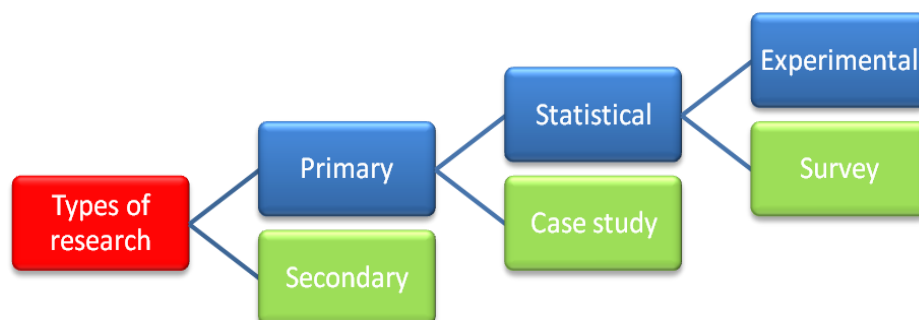 Types of
research
Primary
Secondary
Statistical
Case study
Experimental
Survey